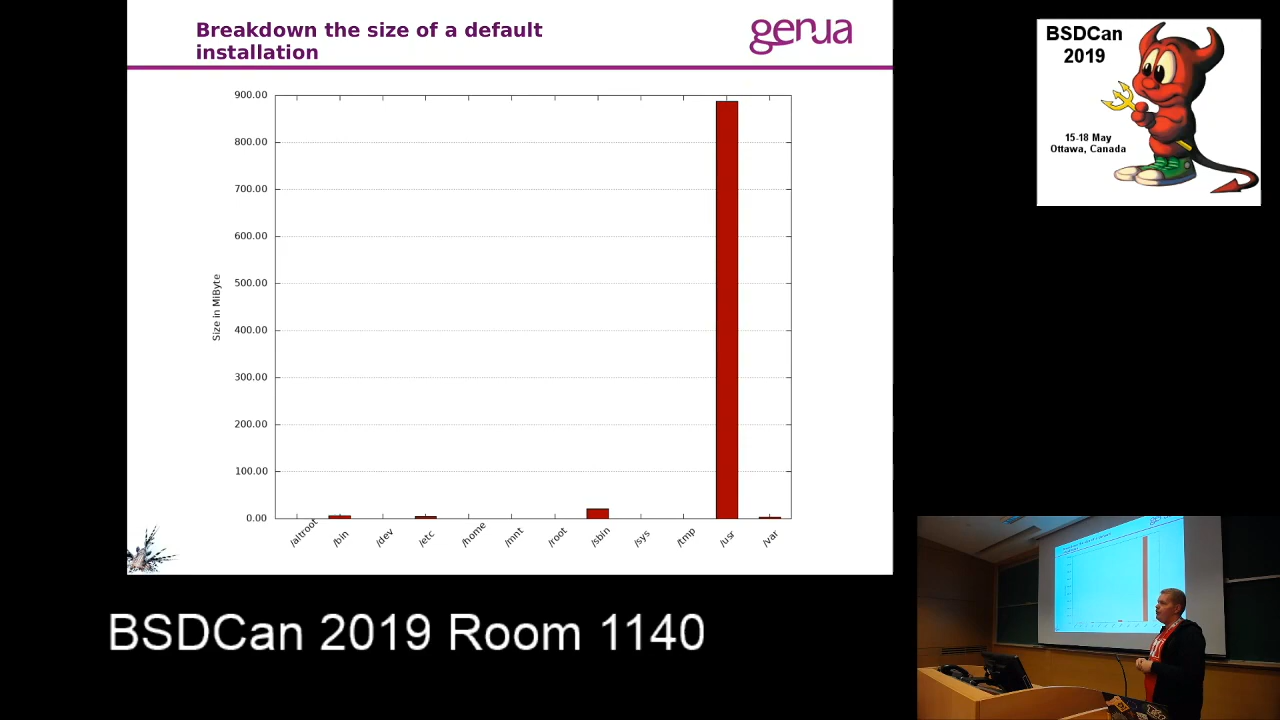 Breakdown the size of a default
installation
genua
BSDCan
2019
15-18 May
Ottawa, Canada
900.00
800.00
700.00
600.00
500.00
400.00
300.00
200.00
100.00
0.00
Size in MiByte
/altroot
/bin
/dev
/etc
/home
/mnt
/root
/sbin
/sys
/tmp
/usr
/var
BSDCan 2019 Room 1140